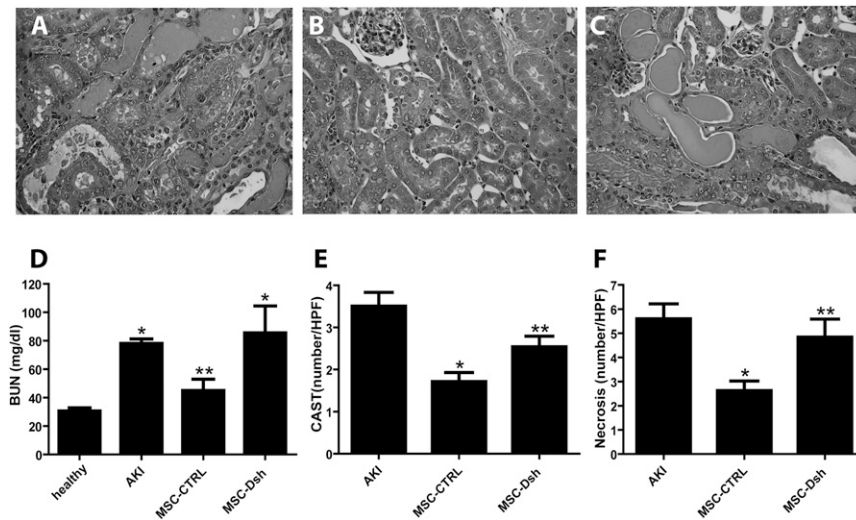 A
B
C
D
BUN (mg/dl)
120
100
80
60
40
20
0
*
**
*
healthy
AKI
MSC-CTRL
MSC-Dsh
E
CAST(number/HPF)
4
3
2
1
0
*
**
AKI
MSC-CTRL
MSC-Dsh
F
Necrosis (number/HPF)
7
6
5
4
3
2
1
0
*
**
AKI
MSC-CTRL
MSC-Dsh